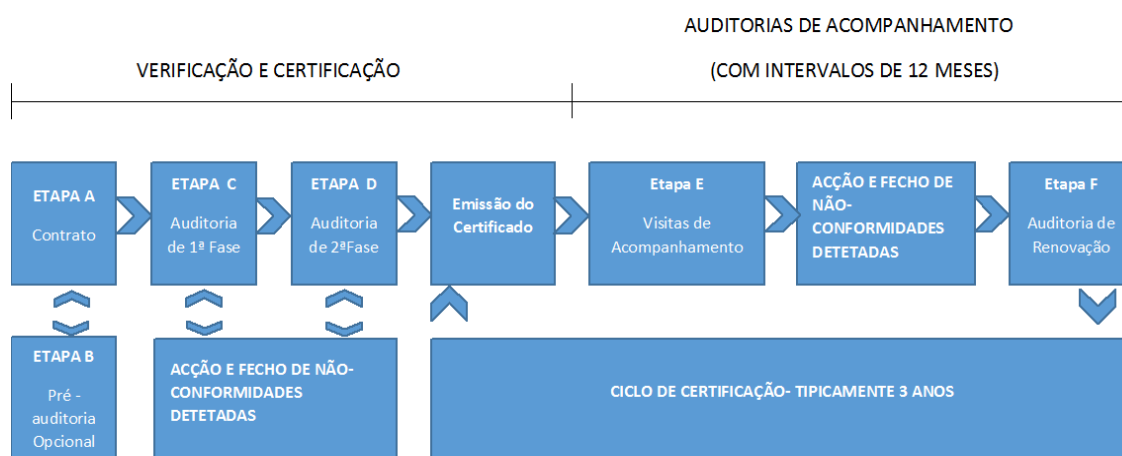 AUDITORIAS DE ACOMPANHAMENTO
(COM INTERVALOS DE 12 MESES)
VERIFICAÇÃO E CERTIFICAÇÃO
ETAPA A
Contrato
ETAPA C
Auditoria
de 1ª Fase
ETAPA D
Auditoria
de 2ªFase
Emissão do
Certificado
Etapa E
Visitas de
Acompanhamento
ACÇÃO E FECHO DE
NÃO-
CONFORMIDADES
DETETADAS
Etapa F
Auditoria de
Renovação
ETAPA B
Pré -
auditoria
Opcional
ACÇÃO E FECHO DE NÃO-
CONFORMIDADES
DETETADAS
CICLO DE CERTIFICAÇÃO- TIPICAMENTE 3 ANOS